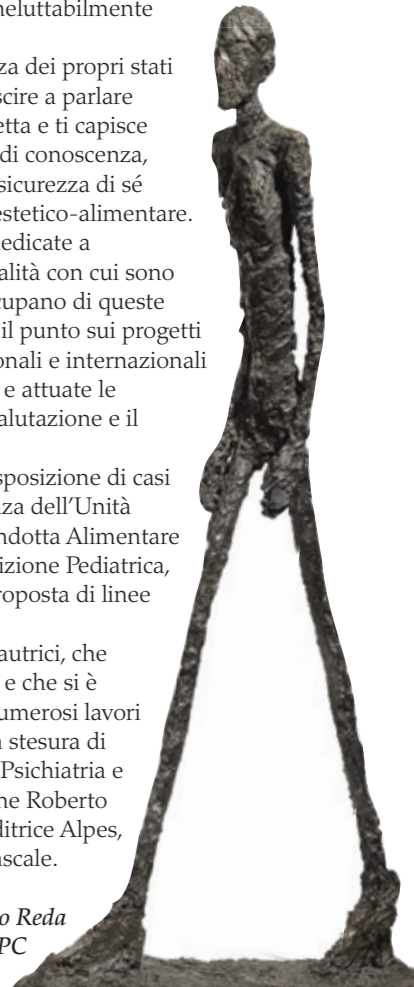 neluttabilmente
za dei propri stati
scire a parlare
etta e ti capisce
di conoscenza,
sicurezza di sé
estetico-alimentare.
edicate a
alità con cui sono
cupano di queste
il punto sui progetti
onali e internazionali
e attuate le
alutazione e il
sposizione di casi
za dell’Unità
ndotta Alimentare
izione Pediatrica,
roposta di linee
autrici, che
e che si è
umerosi lavori
a stesura di
Psichiatria e
ne Roberto
ditrice Alpes,
ascale.
o Reda
PC